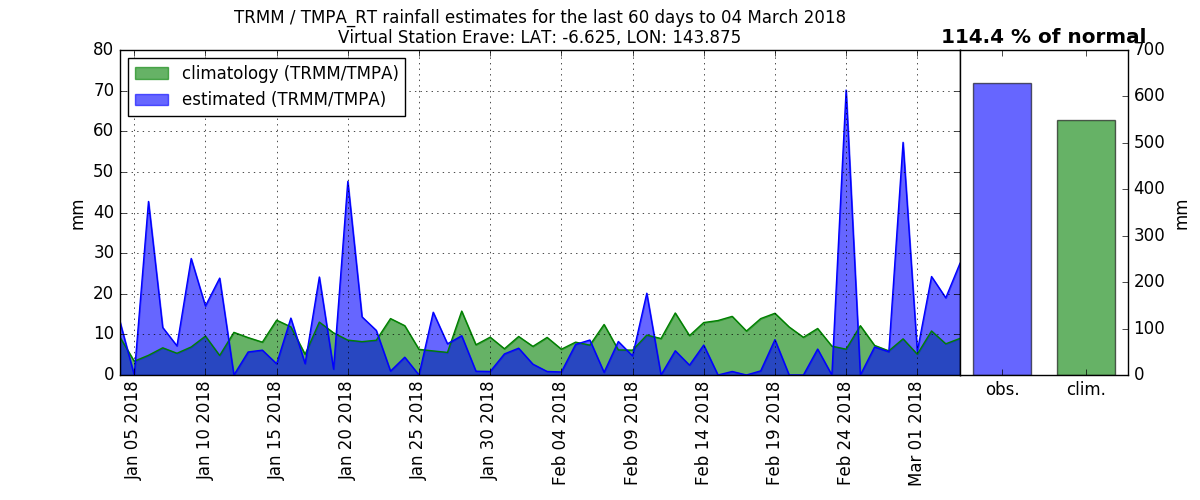 TRMM / TMPA_RT rainfall estimates for the last 60 days to 04 March 2018
Virtual Station Erave: LAT: -6.625, LON: 143.875
114.4 % of normal
climatology (TRMM/TMPA)
estimated (TRMM/TMPA)
80
70
60
50
40
30
20
10
0
mm
Jan 05 2018
Jan 10 2018
Jan 15 2018
Jan 20 2018
Jan 25 2018
Jan 30 2018
Feb 04 2018
Feb 09 2018
Feb 14 2018
Feb 19 2018
Feb 24 2018
Mar 01 2018
obs.
clim.
700
600
500
400
300
200
100
0
mm